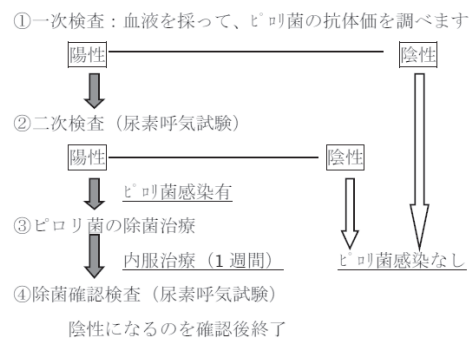 ①一次検査：血液を採って、ﾋﾟﾛﾘ菌の抗体価を調べます
陽性 陰性
②二次検査（尿素呼気試験）
陽性 陰性
ﾋﾟﾛﾘ菌感染有
③ピロリ菌の除菌治療
内服治療（1週間） ﾋﾟﾛﾘ菌感染なし
④除菌確認検査（尿素呼気試験）
陰性になるのを確認後終了